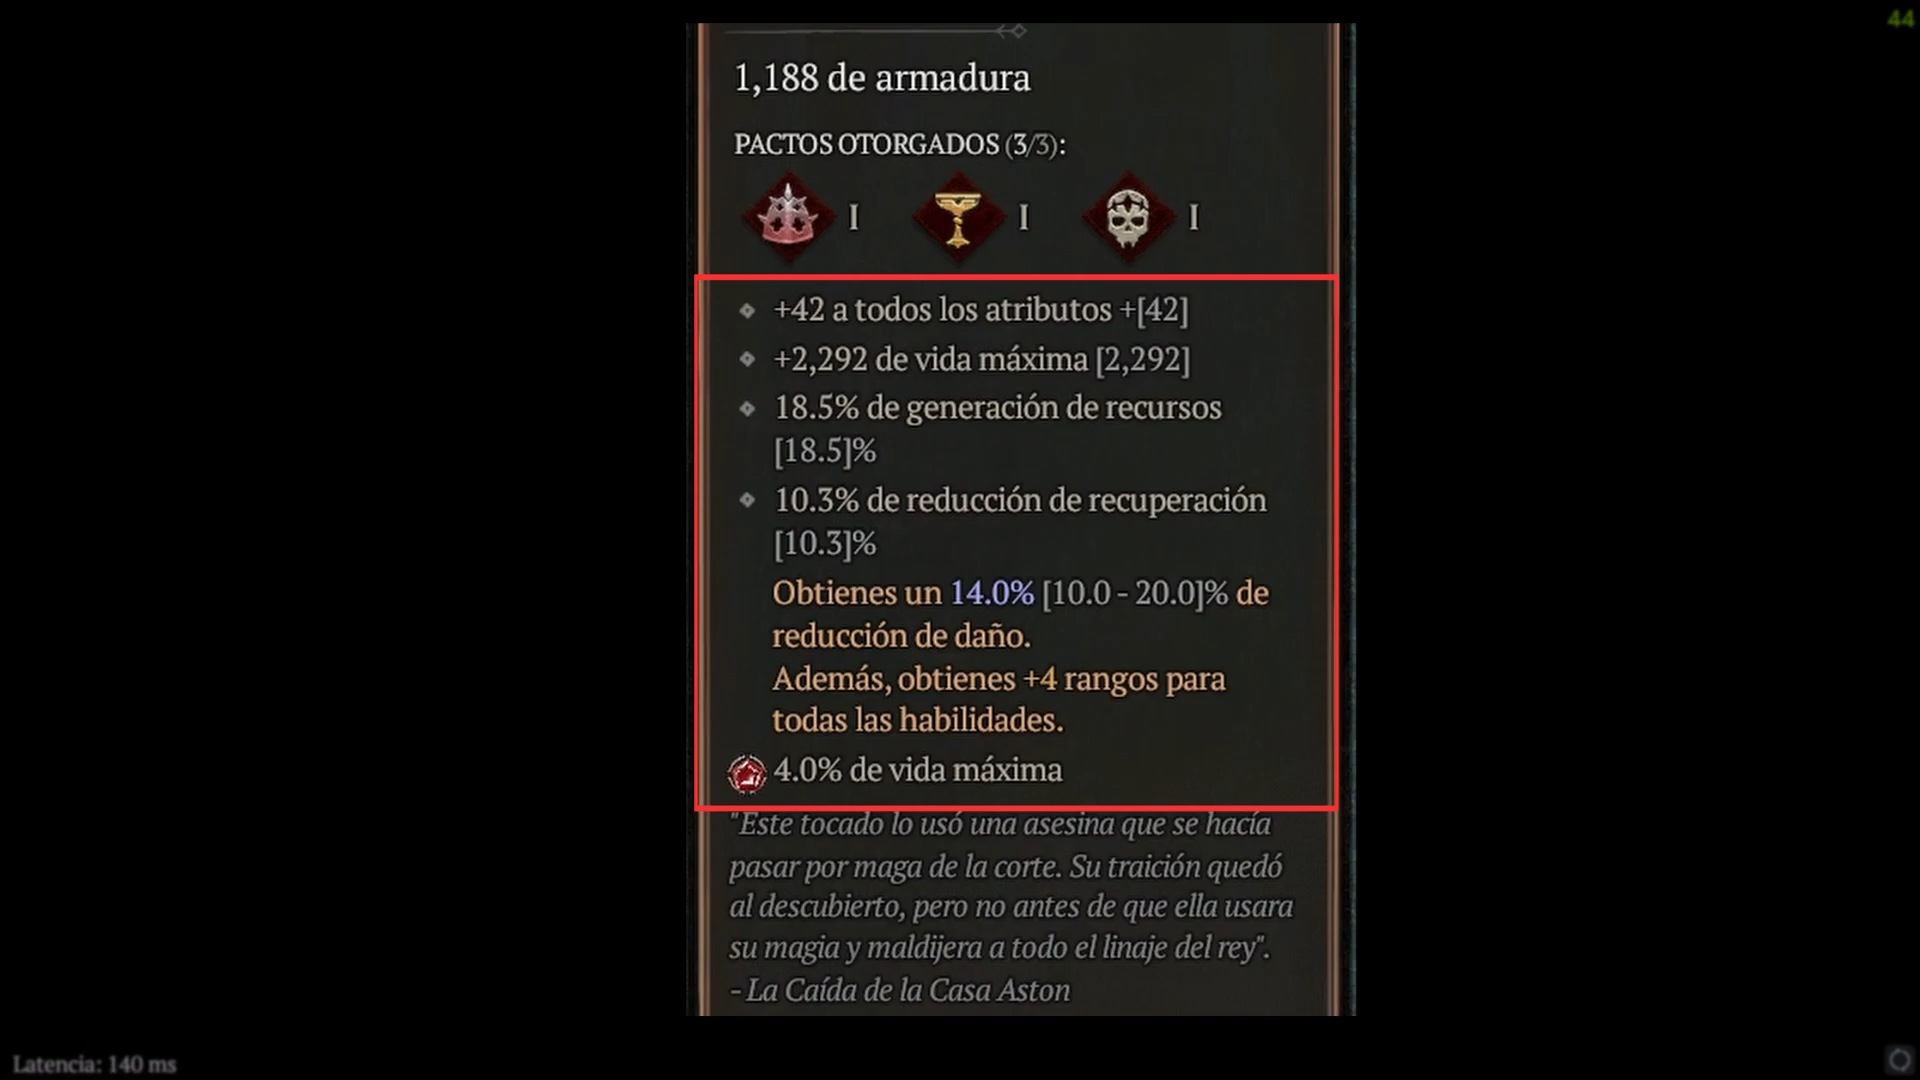 44
1,188 de armadura
PACTOS OTORGADOS (3/3):
I I I
+42 a todos los atributos +[42]
+2,292 de vida máxima [2,292]
18.5% de generación de recursos
[18.5]%
10.3% de reducción de recuperación
[10.3]%
Obtienes un 14.0% [10.0 - 20.0]% de
reducción de daño.
Además, obtienes +4 rangos para
todas las habilidades.
4.0% de vida máxima
"Este tocado lo usó una asesina que se hacía
pasar por maga de la corte. Su traición quedó
al descubierto, pero no antes de que ella usara
su magia y maldijera a todo el linaje del rey".
- La Caída de la Casa Aston
Latencia: 140 ms